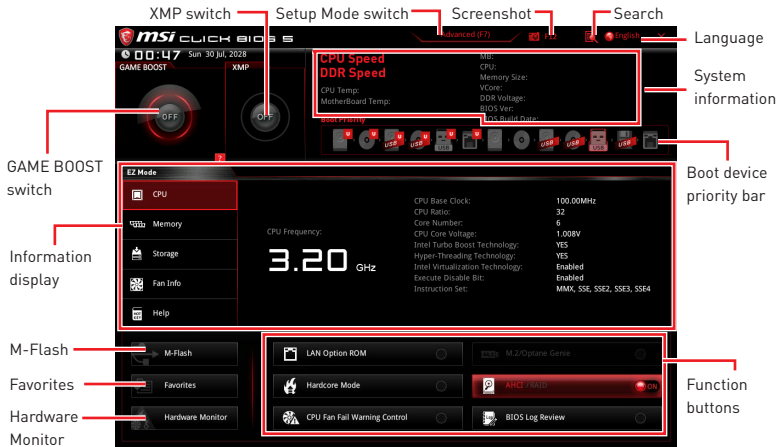 XMP switch
Setup Mode switch
Screenshot
Search
msi CLICK BIOS 5
Advanced (F7)
F12
English
X
Language
00:47 Sun 30 Jul, 2028
GAME BOOST
XMP
OFF
OFF
CPU Speed
DDR Speed
CPU Temp:
MotherBoard Temp:
MB:
CPU:
Memory Size:
VCore:
DDR Voltage:
BIOS Ver:
BIOS Build Date:
System
information
Boot Priority
U
U
USB U
USB U
USB U
U
USB
USB
USB
USB
?
GAME BOOST
switch
Boot device
priority bar
EZ Mode
CPU
Memory
Storage
Fan Info
Help
Information
display
CPU Frequency:
3.20 GHz
CPU Base Clock: 100.00MHz
CPU Ratio: 32
Core Number: 6
CPU Core Voltage: 1.008V
Intel Turbo Boost Technology: YES
Hyper-Threading Technology: YES
Intel Virtualization Technology: Enabled
Execute Disable Bit: Enabled
Instruction Set: MMX, SSE, SSE2, SSE3, SSE4
M-Flash
Favorites
Hardware
Monitor
M-Flash
Favorites
Hardware Monitor
LAN Option ROM
M.2/Optane Genie
Hardcore Mode
AHCI / RAID
ON
CPU Fan Fail Warning Control
BIOS Log Review
Function
buttons